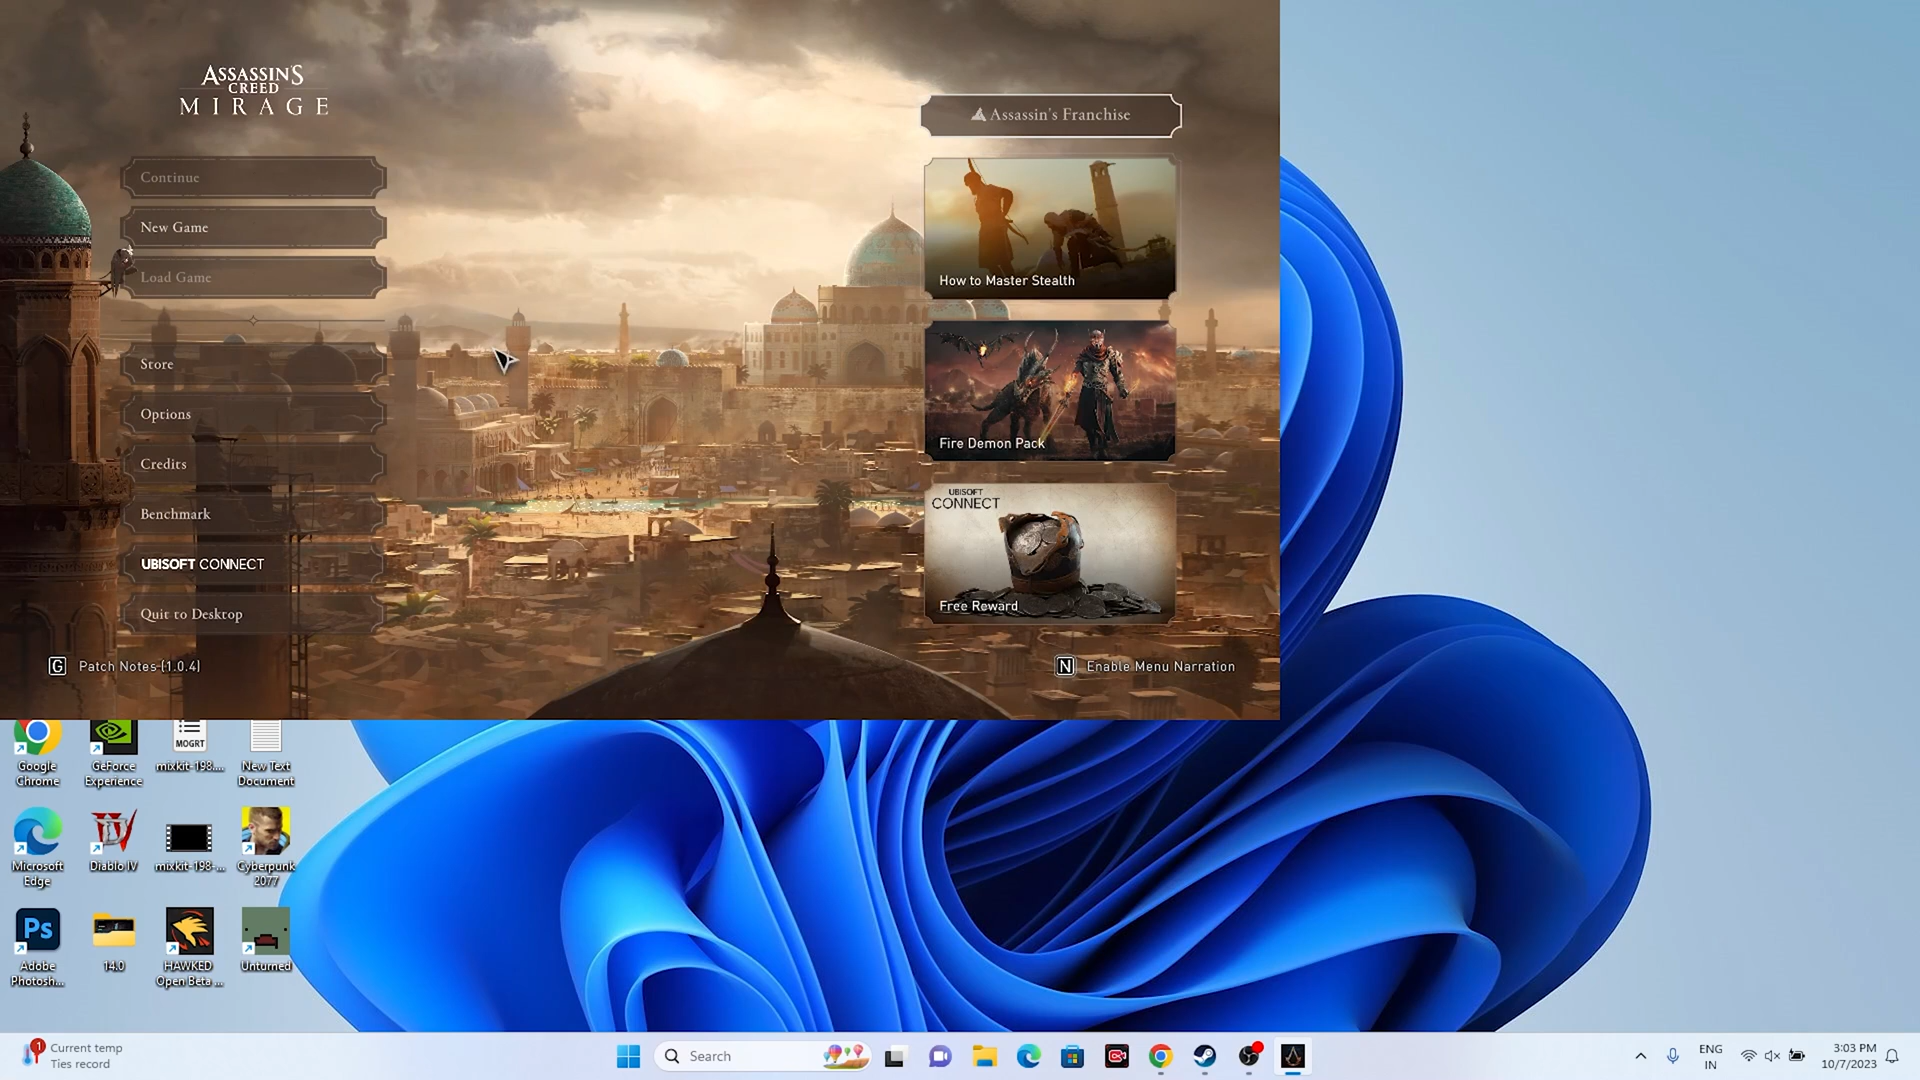 ASSASSIN'S
CREED
MIRAGE
Continue
New Game
Load Game
Store
Options
Credits
Benchmark
UBISOFT CONNECT
Quit to Desktop
G Patch Notes (1.0.4)
Assassin's Franchise
How to Master Stealth
Fire Demon Pack
UBISOFT
CONNECT
Free Reward
N Enable Menu Narration
Google
Chrome
GeForce
Experience
MOGRT
mixkit-198....
New Text
Document
Microsoft
Edge
Diablo IV
mixkit-198-...
Cyberpunk
2077
Ps
Adobe
Photosh...
14.0
HAWKED
Open Beta ...
Unturned
1
Current temp
Ties record
Search
ENG
IN
3:03 PM
10/7/2023